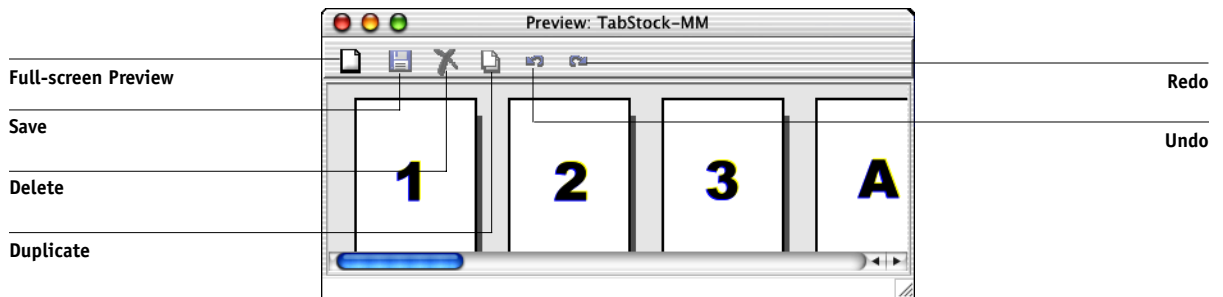 Preview: TabStock-MM
Full-screen Preview
Redo
Save
Undo
1 2 3 A
Delete
Duplicate